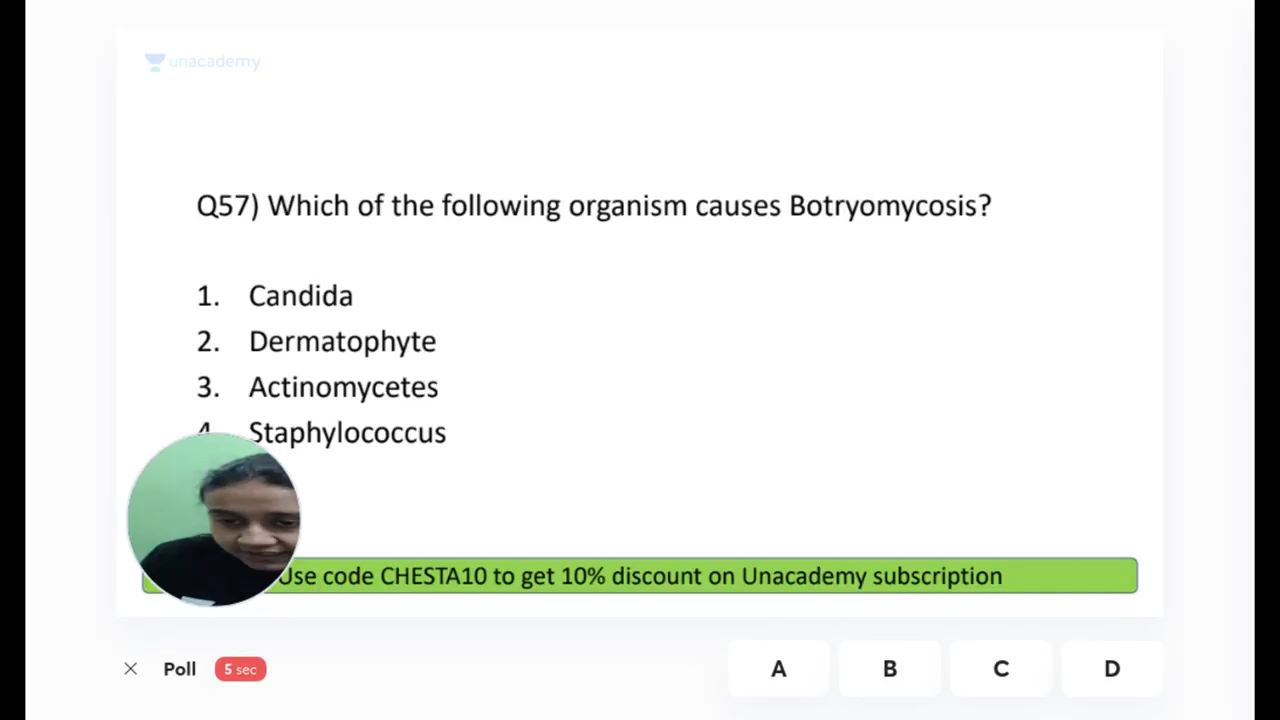 unacademy
Q57) Which of the following organism causes Botryomycosis?
1. Candida
2. Dermatophyte
3. Actinomycetes
4. Staphylococcus
Use code CHESTA10 to get 10% discount on Unacademy subscription
Poll 5 sec A B C D